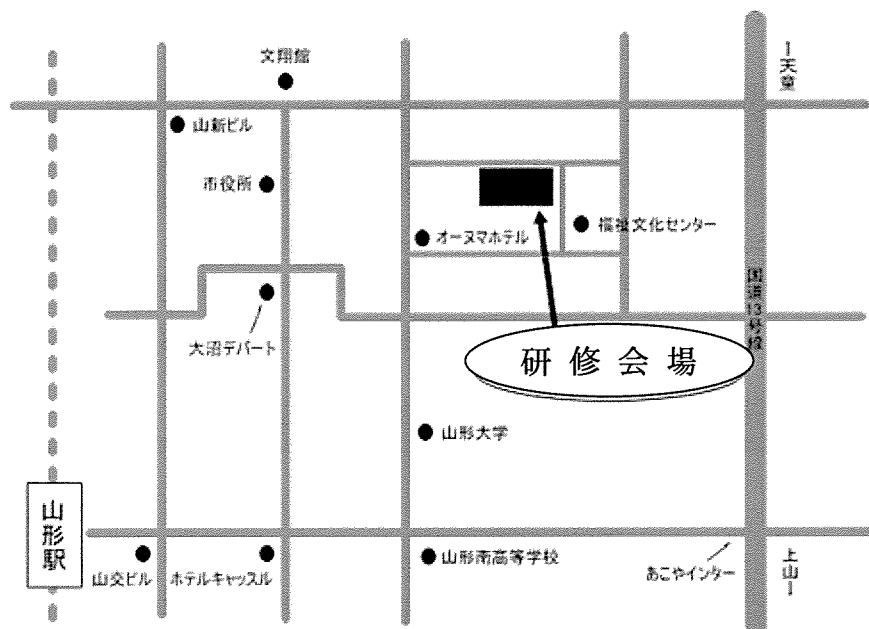 文翔館
ー天童
山新ビル
市役所
オーヌマホテル
福祉文化センター
国道13号線
大沼デパート
研修会場
山形大学
山形駅
山交ビル
ホテルキャッスル
山形南高等学校
あこやインター
上山ー